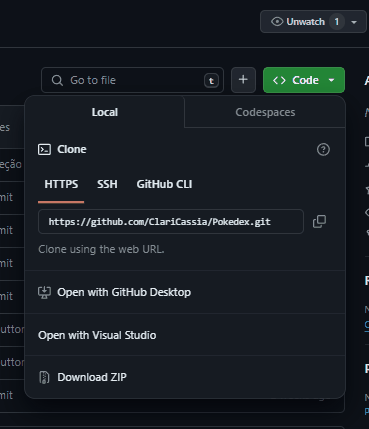 Unwatch 1
Go to file t
Code
Local Codespaces
es
Clone
eção
HTTPS SSH GitHub CLI
mit
https://github.com/ClariCassia/Pokedex.git
mit
Clone using the web URL.
mit
Open with GitHub Desktop
mit
utton
Open with Visual Studio
utton
Download ZIP
mit